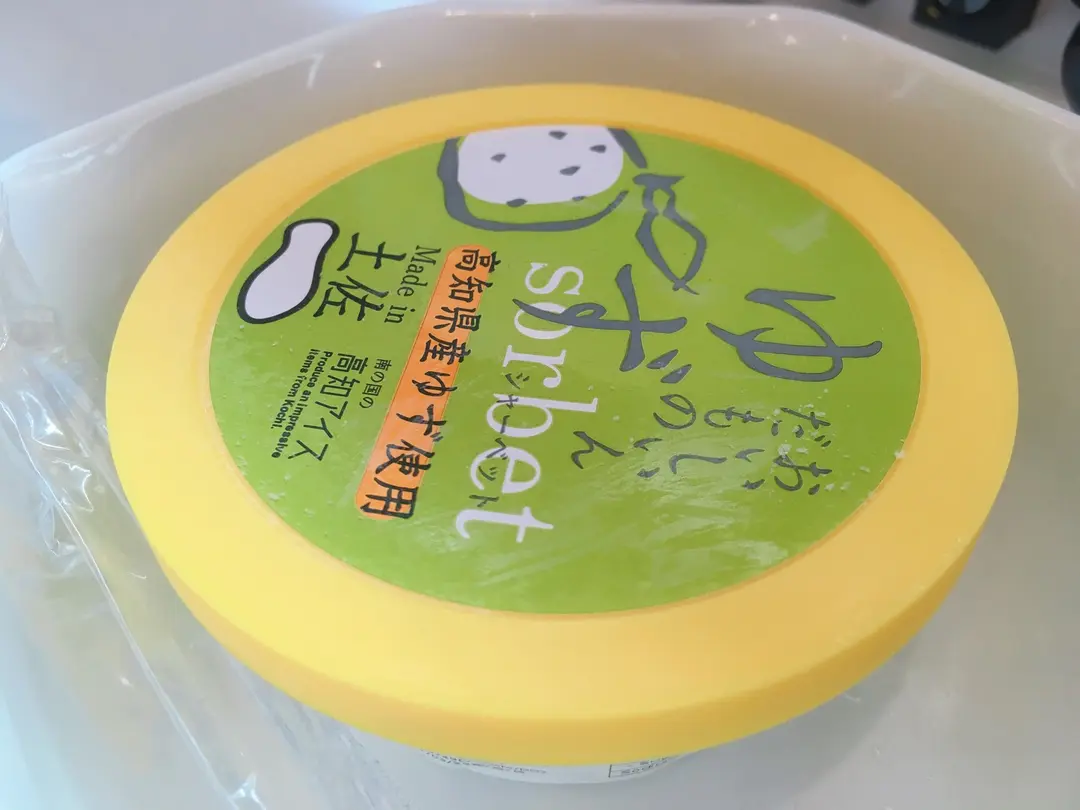 ゆず
おいしいん
だもの
sorbet
シャーベット
高知県産ゆず使用
Made in
土佐
南の国の
高知アイス
Produce an impressive
items from Kochi.